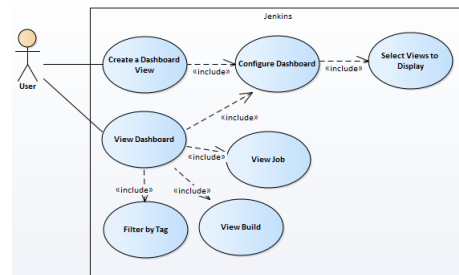 Jenkins
Create a Dashboard
View
«include»
Configure Dashboard
«include»
Select Views to
Display
User
«include»
View Dashboard
View Job
«include»
«include»
Filter by Tag
View Build